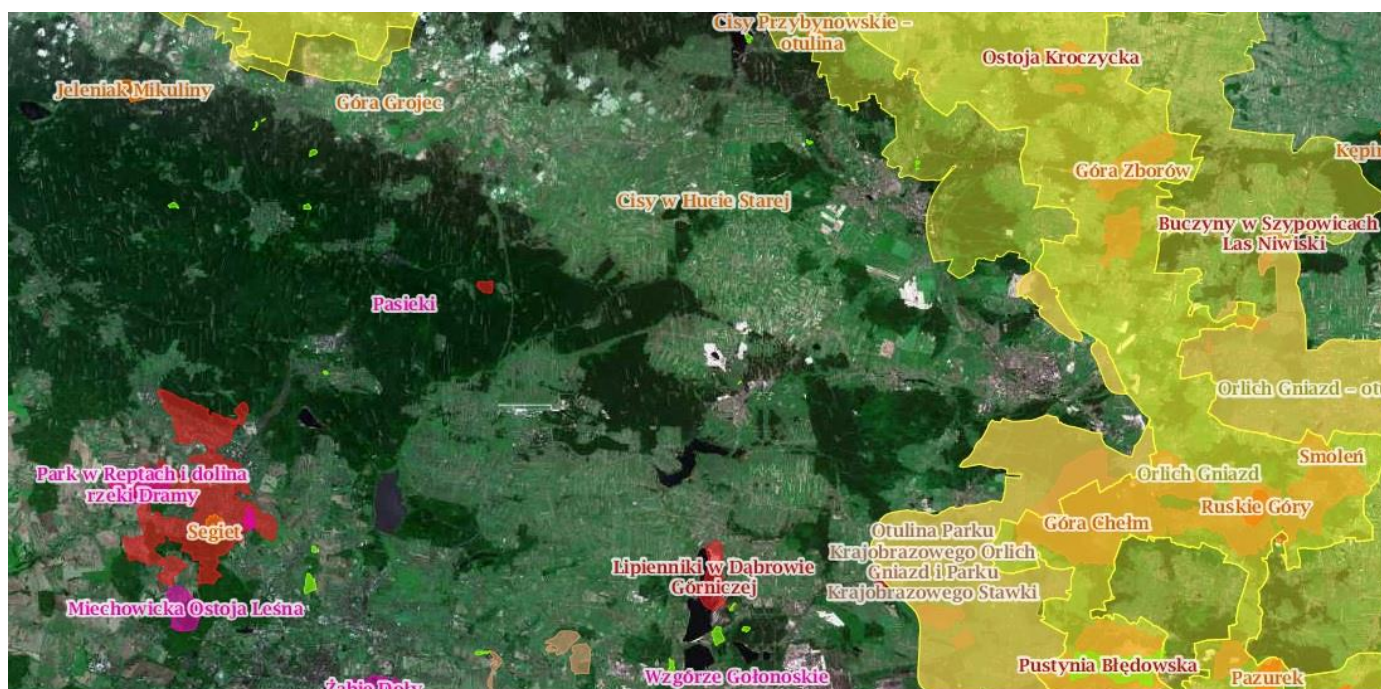 Cisy Przybynowskie –
otulina
Ostoja Kroczycka
Jeleniak Mikuliny
Góra Grojec
Góra Zborów
Cisy w Hucie Starej
Buczyny w Szypowicach
Las Niwiski
Pasieki
Orlich Gniazd – ot
Park w Reptach i dolina
rzeki Dramy
Segiet
Orlich Gniazd
Smoleń
Ruskie Góry
Góra Chełm
Otulina Parku
Krajobrazowego Orlich
Gniazd i Parku
Krajobrazowego Stawki
Lipienniki w Dąbrowie
Górniczej
Miechowicka Ostoja Leśna
Wzgórze Gołonoskie
Pustynia Błędowska
Pazurek
Żabie Doły